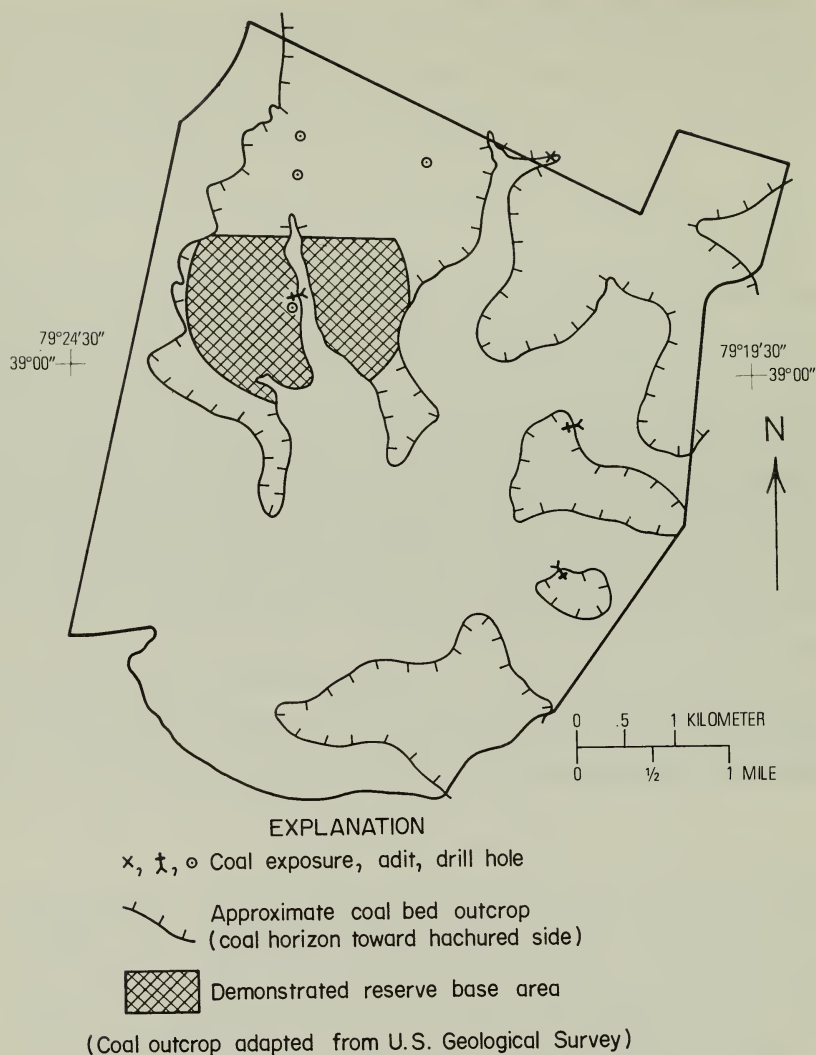 79°24'30"
39°00'
79°19'30"
39°00"
N
0 .5 1 KILOMETER
0 ½ 1 MILE
EXPLANATION
Coal exposure, adit, drill hole
Approximate coal bed outcrop
(coal horizon toward hachured side)
Demonstrated reserve base area
(Coal outcrop adapted from U.S. Geological Survey)